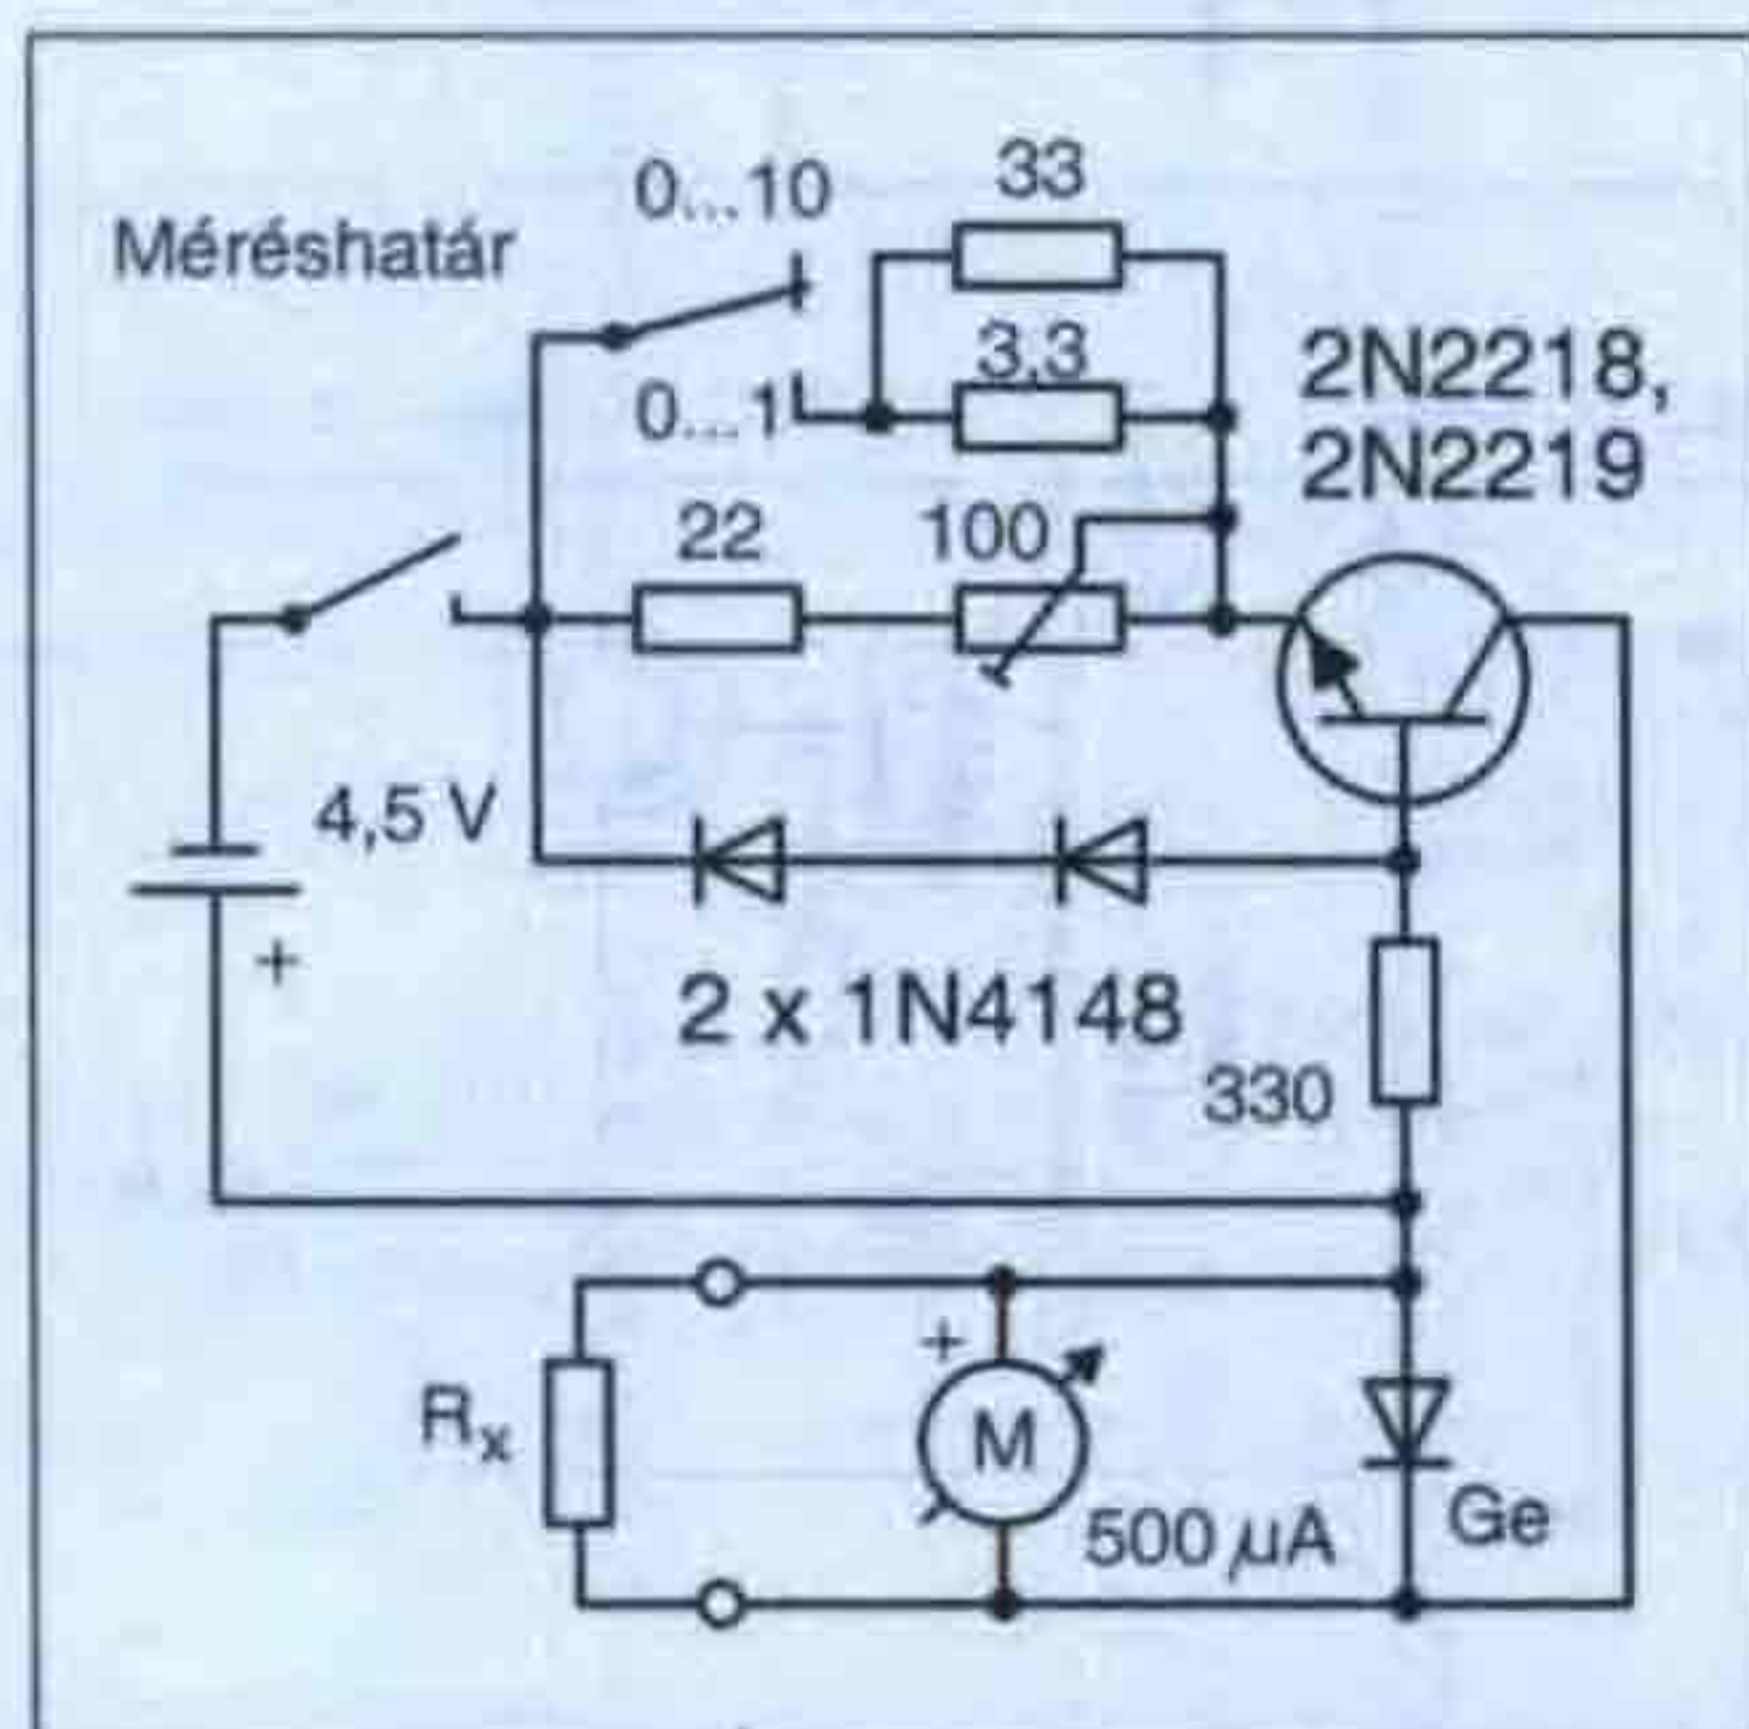 0...10
33
Méréshatár
3,3
0...1
2N2218,
2N2219
22
100
4,5 V
+
2 x 1N4148
330
+
Rx
M
500 µA
Ge